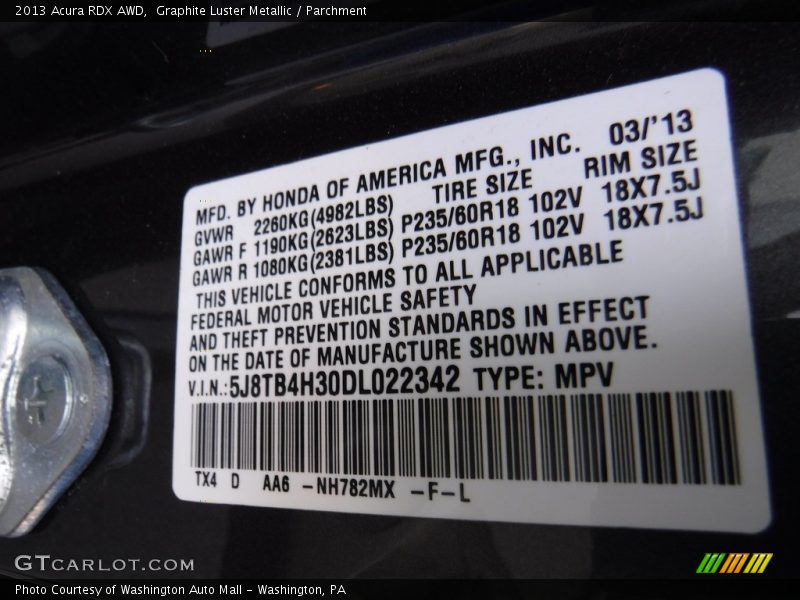 2013 Acura RDX AWD, Graphite Luster Metallic / Parchment
MFD. BY HONDA OF AMERICA MFG., INC. 03/'13
GVWR 2260KG(4982LBS) TIRE SIZE RIM SIZE
GAWR F 1190KG(2623LBS) P235/60R18 102V 18X7.5J
GAWR R 1080KG(2381LBS) P235/60R18 102V 18X7.5J
THIS VEHICLE CONFORMS TO ALL APPLICABLE
FEDERAL MOTOR VEHICLE SAFETY
AND THEFT PREVENTION STANDARDS IN EFFECT
ON THE DATE OF MANUFACTURE SHOWN ABOVE.
V.I.N.:5J8TB4H30DL022342 TYPE: MPV
TX4 D AA6 -NH782MX -F-L
GTCARLOT.COM
Photo Courtesy of Washington Auto Mall - Washington, PA